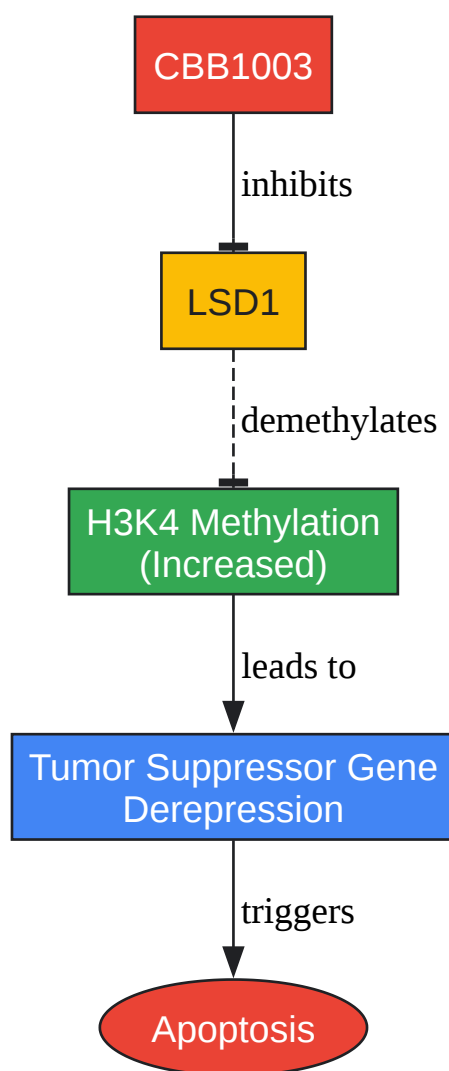 CBB1003
inhibits
LSD1
demethylates
H3K4 Methylation
(Increased)
leads to
Tumor Suppressor Gene
Derepression
triggers
Apoptosis